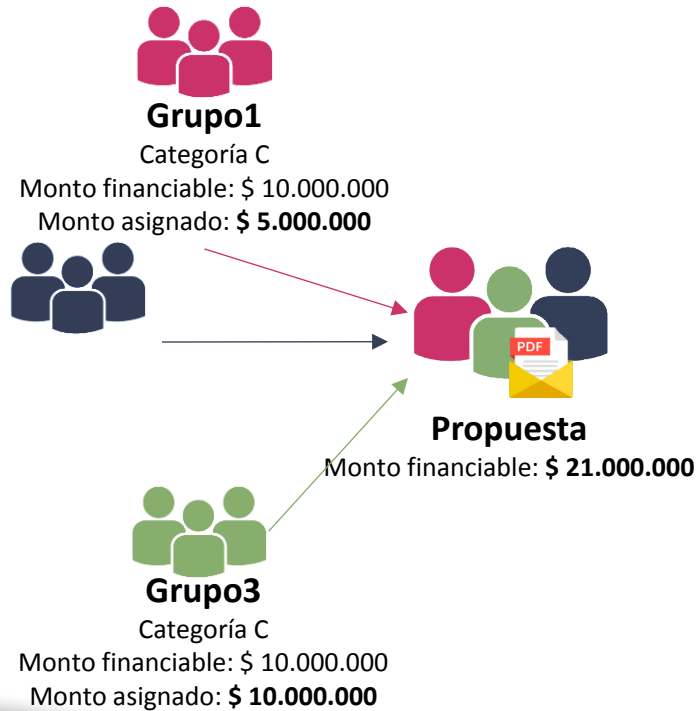 Grupo1
Categoría C
Monto financiable: $ 10.000.000
Monto asignado: $ 5.000.000
PDF
Propuesta
Monto financiable: $ 21.000.000
Grupo3
Categoría C
Monto financiable: $ 10.000.000
Monto asignado: $ 10.000.000